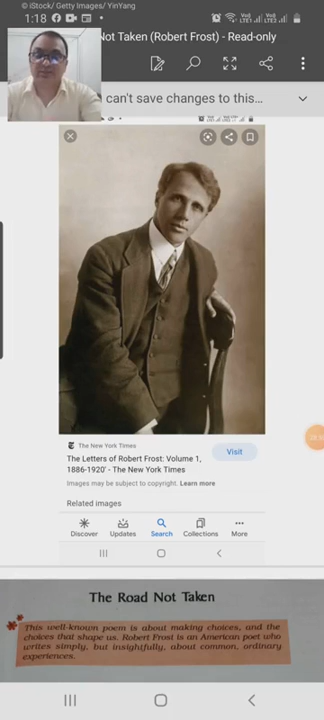 © iStock/ Getty Images/ YinYang
1:18
Not Taken (Robert Frost) - Read-only
can't save changes to this...
The New York Times
The Letters of Robert Frost: Volume 1,
1886-1920' - The New York Times
Visit
Images may be subject to copyright. Learn more
Related images
Discover Updates Search Collections More
The Road Not Taken
This well-known poem is about making choices, and the
choices that shape us. Robert Frost is an American poet who
writes simply, but insightfully, about common, ordinary
experiences.